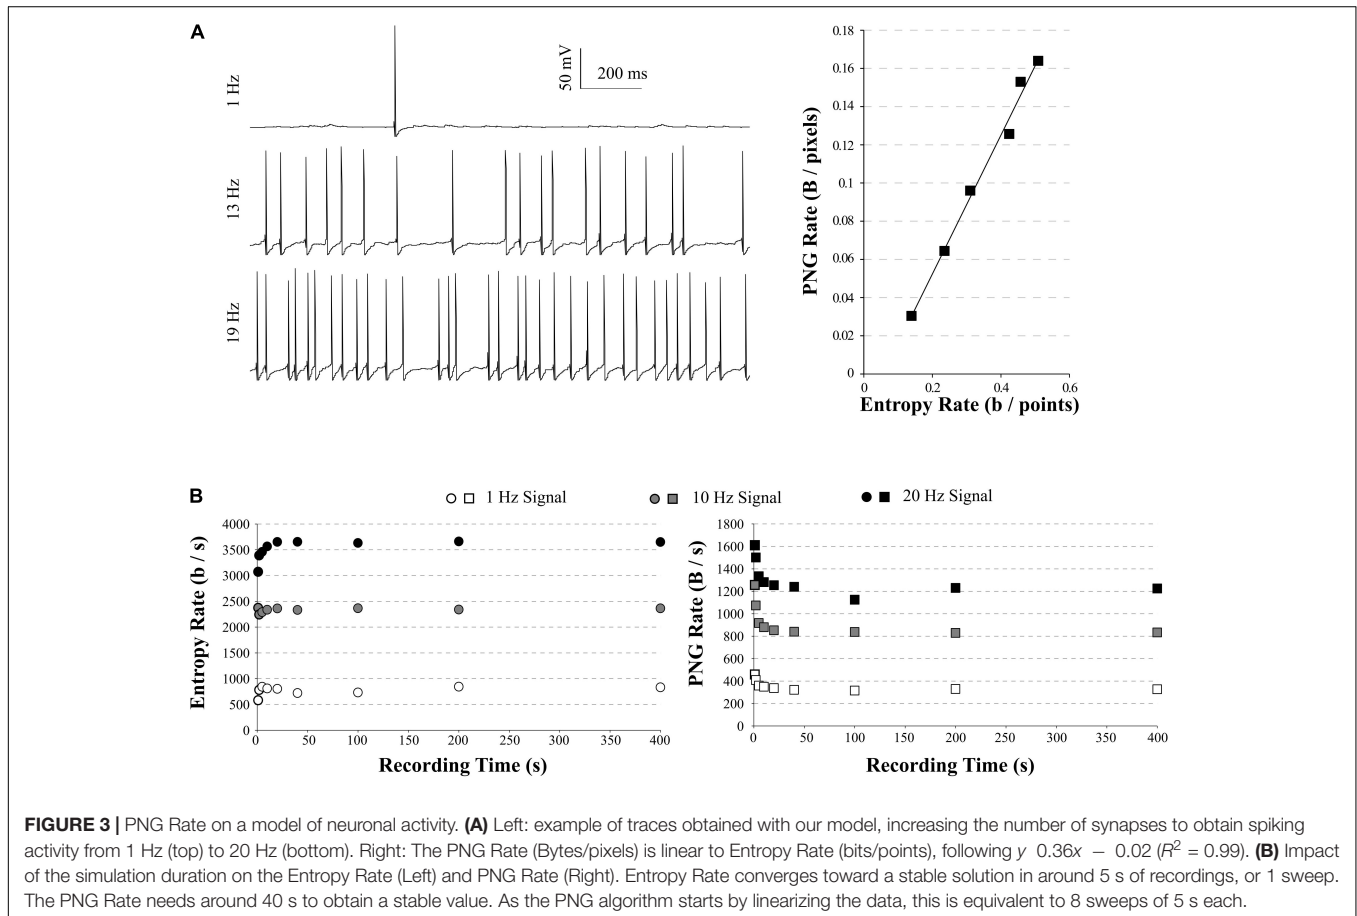 A
1 Hz
50 mV
200 ms
13 Hz
19 Hz
PNG Rate (B / pixels)
0.18
0.16
0.14
0.12
0.1
0.08
0.06
0.04
0.02
0
0 0.2 0.4 0.6
Entropy Rate (b / points)
B
1 Hz Signal 10 Hz Signal 20 Hz Signal
Entropy Rate (b / s)
4000
3500
3000
2500
2000
1500
1000
500
0
0 50 100 150 200 250 300 350 400
Recording Time (s)
PNG Rate (B / s)
1800
1600
1400
1200
1000
800
600
400
200
0
0 50 100 150 200 250 300 350 400
Recording Time (s)
FIGURE 3 | PNG Rate on a model of neuronal activity. (A) Left: example of traces obtained with our model, increasing the number of synapses to obtain spiking
activity from 1 Hz (top) to 20 Hz (bottom). Right: The PNG Rate (Bytes/pixels) is linear to Entropy Rate (bits/points), following y 0.36x − 0.02 (R² = 0.99). (B) Impact
of the simulation duration on the Entropy Rate (Left) and PNG Rate (Right). Entropy Rate converges toward a stable solution in around 5 s of recordings, or 1 sweep.
The PNG Rate needs around 40 s to obtain a stable value. As the PNG algorithm starts by linearizing the data, this is equivalent to 8 sweeps of 5 s each.